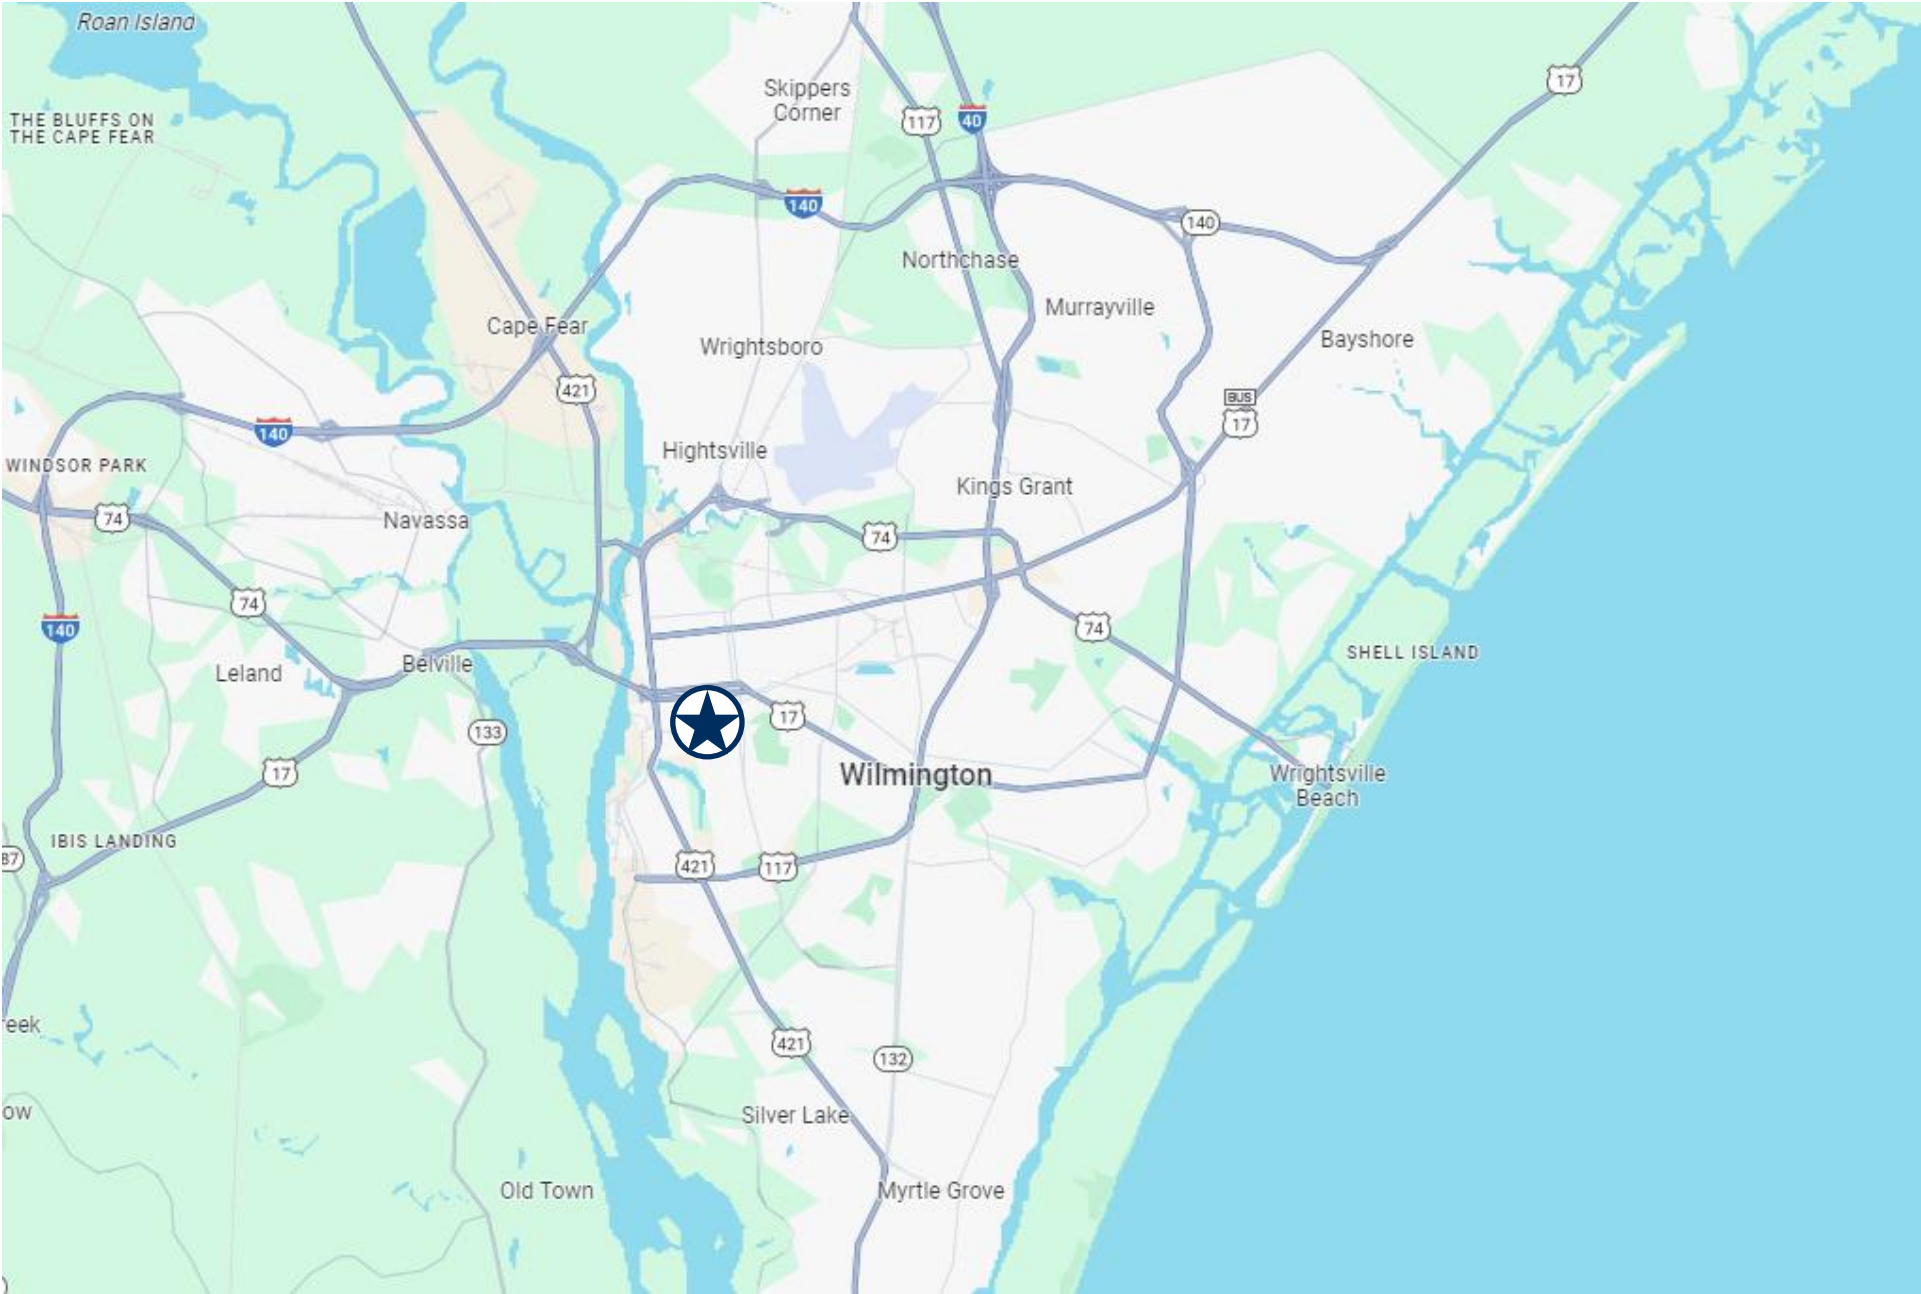 Roan Island
THE BLUFFS ON
THE CAPE FEAR
Skippers
Corner
17
117
40
140
140
Northchase
Murrayville
Cape Fear
Wrightsboro
Bayshore
421
BUS
17
140
Hightsville
WINDSOR PARK
Kings Grant
74
Navassa
74
74
140
74
SHELL ISLAND
Belville
Leland
133
17
17
Wilmington
Wrightsville
Beach
IBIS LANDING
87
421
117
reek
421
132
ow
Silver Lake
Old Town
Myrtle Grove